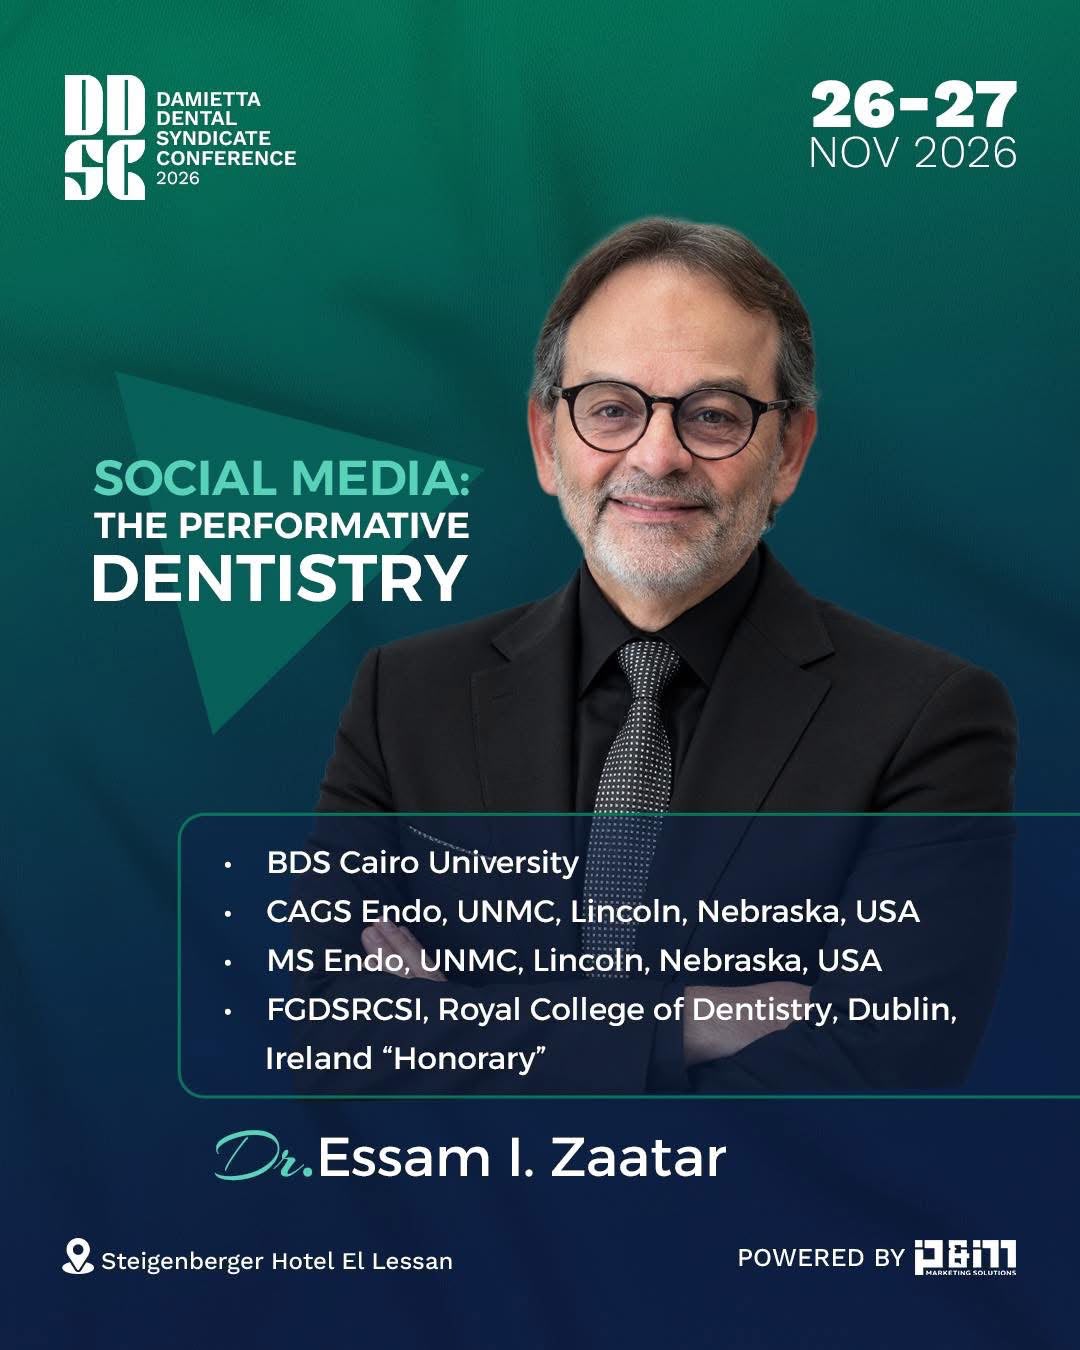 DDSC
DAMIETTA
DENTAL
SYNDICATE
CONFERENCE
2026
26-27
NOV 2026
SOCIAL MEDIA:
THE PERFORMATIVE
DENTISTRY
• BDS Cairo University
• CAGS Endo, UNMC, Lincoln, Nebraska, USA
• MS Endo, UNMC, Lincoln, Nebraska, USA
• FGDSRCSI, Royal College of Dentistry, Dublin,
Ireland “Honorary”
Dr. Essam I. Zaatar
Steigenberger Hotel El Lessan
POWERED BY P&M
MARKETING SOLUTIONS